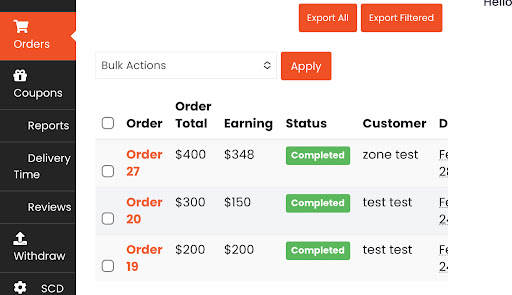 Hello
Export All Export Filtered
Orders
Bulk Actions Apply
Coupons
Order Total
Order Earning Status Customer D
Reports
Order 27 $400 $348 Completed zone test Fe 28
Delivery Time
Order 20 $300 $150 Completed test test Fe 24
Reviews
Order 19 $200 $200 Completed test test Fe 24
Withdraw
SCD